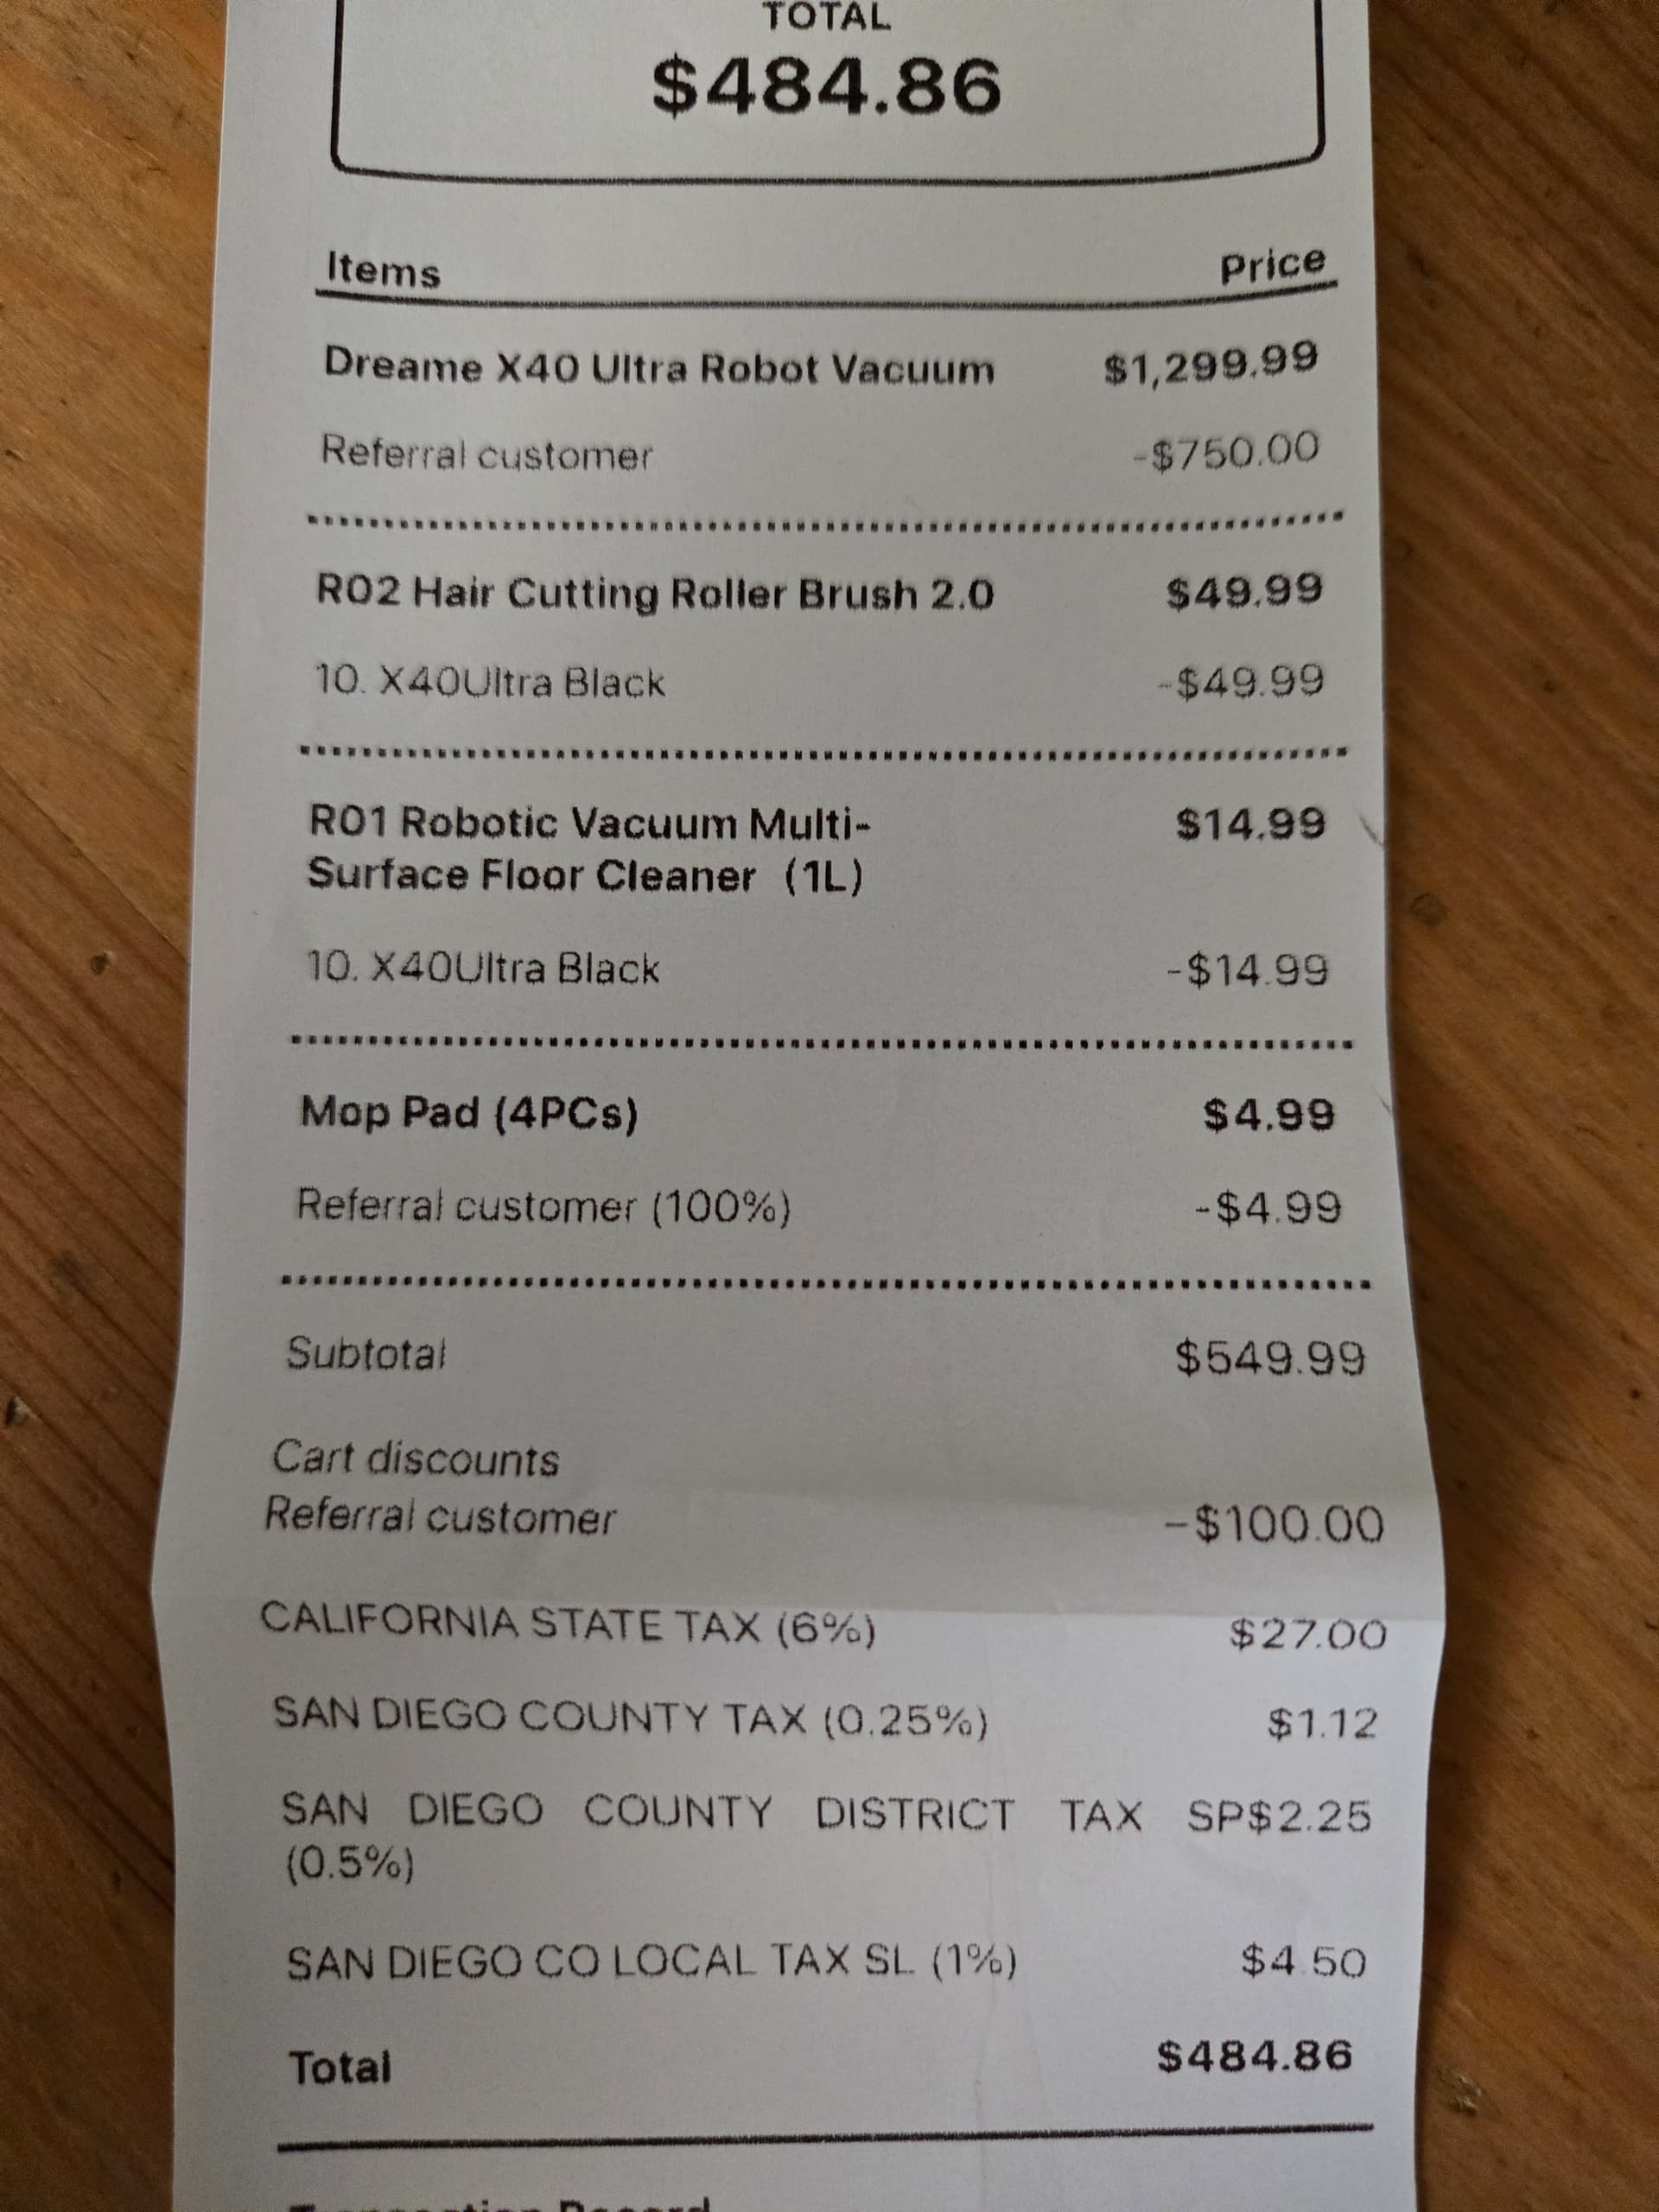 TOTAL
$484.86
Items Price
Dreame X40 Ultra Robot Vacuum $1,299.99
Referral customer -$750.00
R02 Hair Cutting Roller Brush 2.0 $49.99
10. X40Ultra Black -$49.99
R01 Robotic Vacuum Multi- $14.99
Surface Floor Cleaner (1L)
10. X40Ultra Black -$14.99
Mop Pad (4PCs) $4.99
Referral customer (100%) -$4.99
Subtotal $549.99
Cart discounts
Referral customer -$100.00
CALIFORNIA STATE TAX (6%) $27.00
SAN DIEGO COUNTY TAX (0.25%) $1.12
SAN DIEGO COUNTY DISTRICT TAX SP$2.25
(0.5%)
SAN DIEGO CO LOCAL TAX SL (1%) $4.50
Total $484.86
Transaction Record